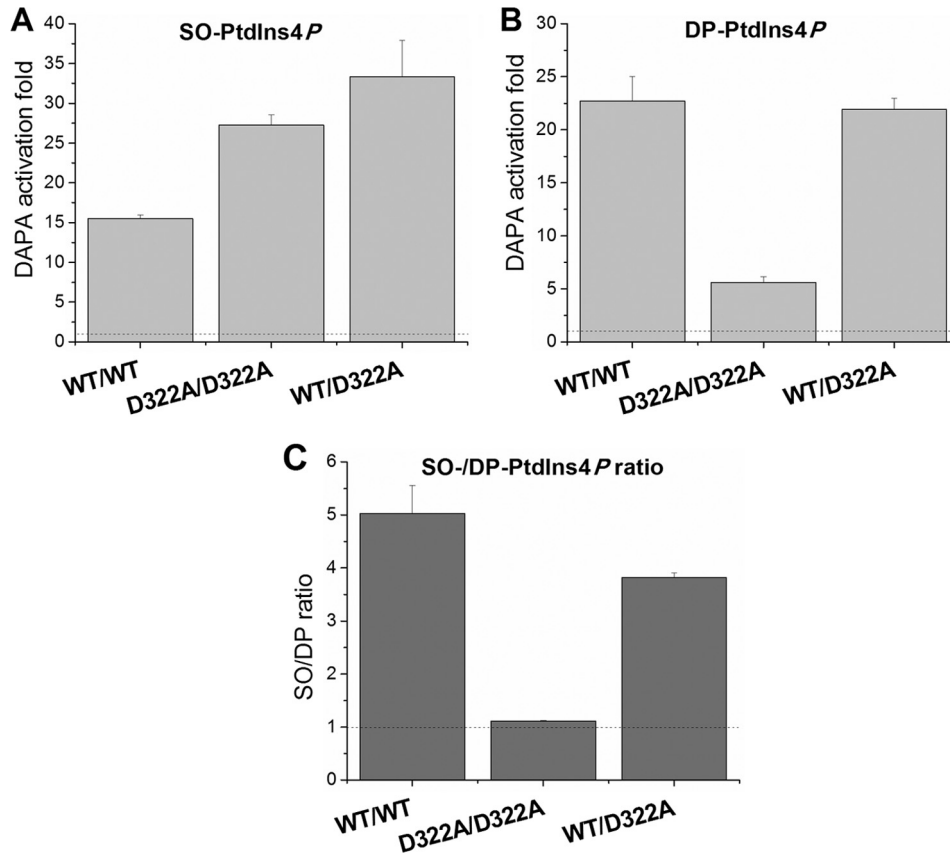 A
SO-PtdIns4P
DAPA activation fold
40
35
30
25
20
15
10
5
0
WT/WT
D322A/D322A
WT/D322A
B
DP-PtdIns4P
DAPA activation fold
30
25
20
15
10
5
0
WT/WT
D322A/D322A
WT/D322A
C
SO-/DP-PtdIns4P ratio
SO/DP ratio
6
5
4
3
2
1
0
WT/WT
D322A/D322A
WT/D322A